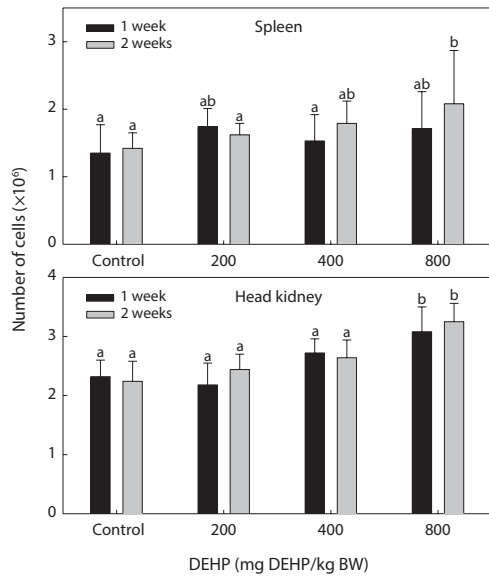 Number of cells (×10⁶)
Spleen
1 week
2 weeks
3
2
1
0
a a ab a a ab ab b
Control 200 400 800
Head kidney
1 week
2 weeks
4
3
2
1
0
a a a a a a b b
Control 200 400 800
DEHP (mg DEHP/kg BW)